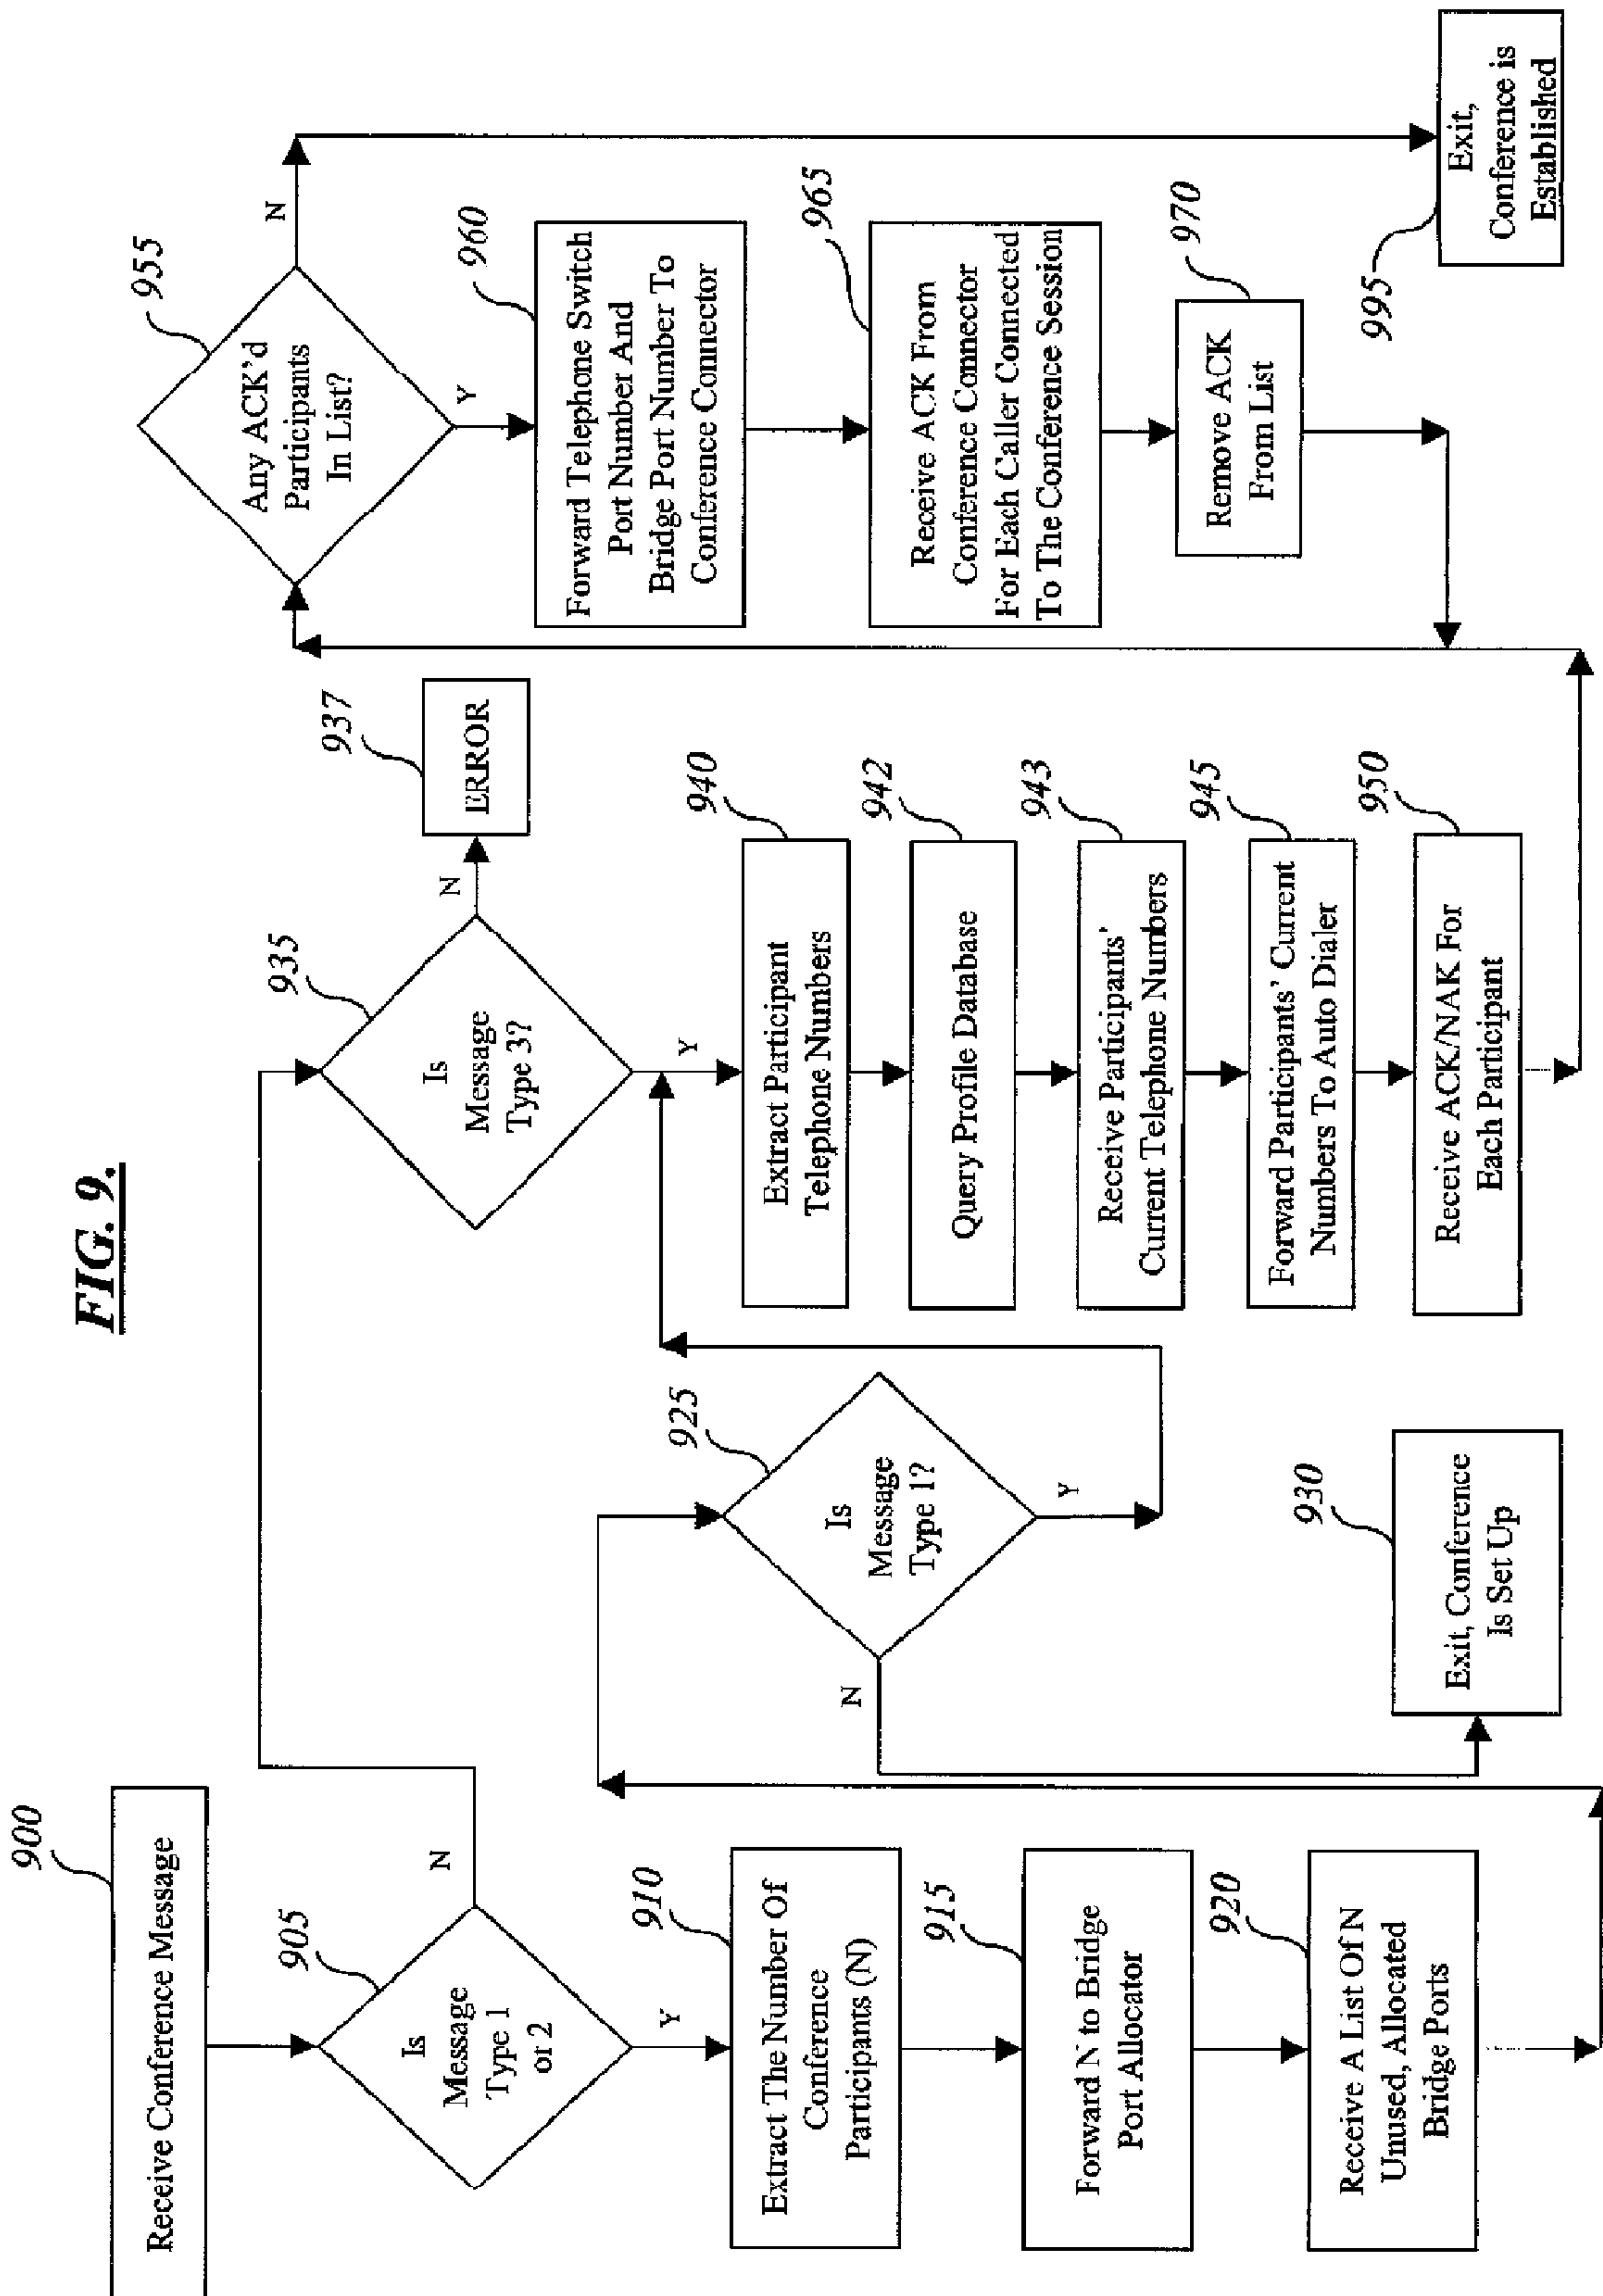 FIG. 9.
900
Receive Conference Message
905
Is
Message
Type 1
or 2
N
Y
910
Extract The Number Of
Conference
Participants (N)
915
Forward N to Bridge
Port Allocator
920
Receive A List Of N
Unused, Allocated
Bridge Ports
925
Is
Message
Type 1?
N
Y
930
Exit, Conference
Is Set Up
935
Is
Message
Type 3?
N
Y
937
ERROR
940
Extract Participant
Telephone Numbers
942
Query Profile Database
943
Receive Participants'
Current Telephone Numbers
945
Forward Participants' Current
Numbers To Auto Dialer
950
Receive ACK/NAK For
Each Participant
955
Any ACK'd
Participants
In List?
N
Y
960
Forward Telephone Switch
Port Number And
Bridge Port Number To
Conference Connector
965
Receive ACK From
Conference Connector
For Each Caller Connected
To The Conference Session
970
Remove ACK
From List
995
Exit,
Conference is
Established